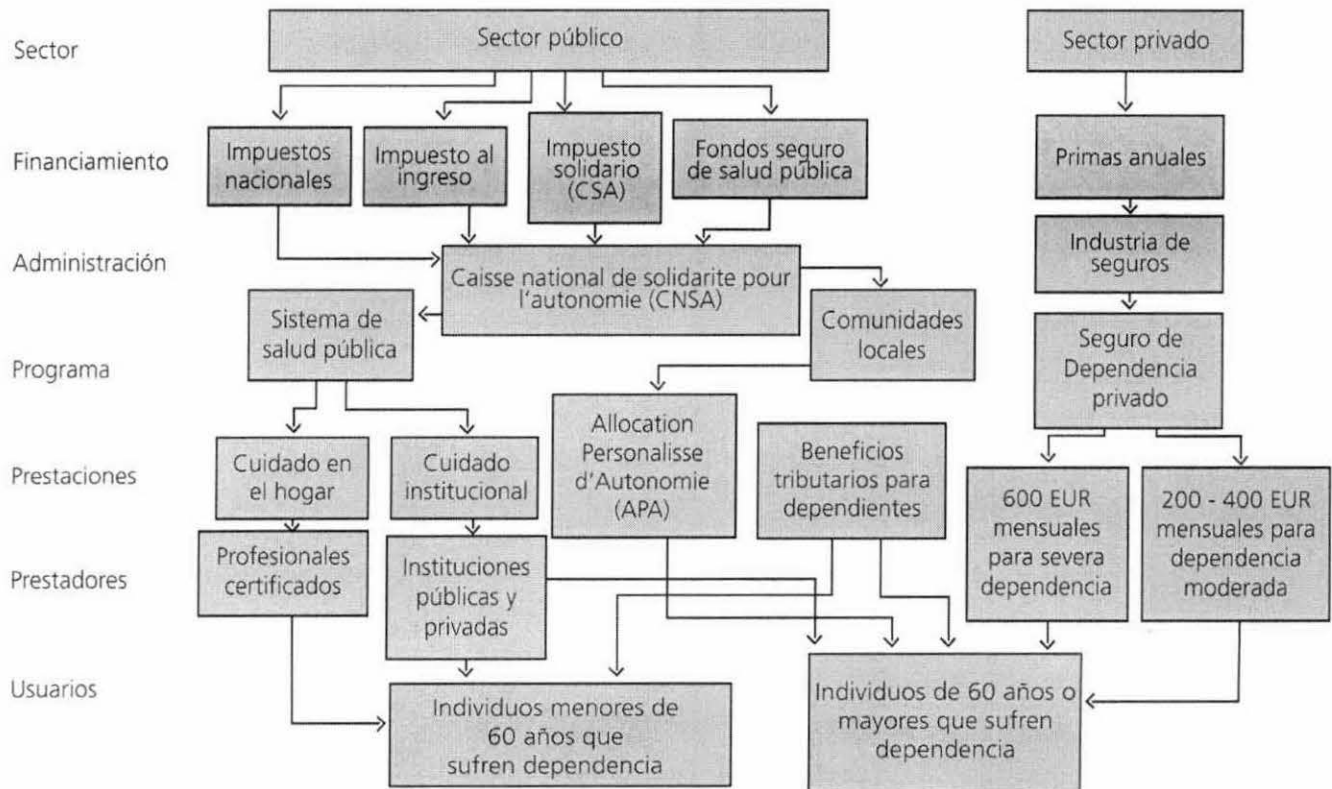 Sector
Sector público
Sector privado
Financiamiento
Impuestos
nacionales
Impuesto al
ingreso
Impuesto
solidario
(CSA)
Fondos seguro
de salud pública
Primas anuales
Administración
Caisse national de solidarite pour
l'autonomie (CNSA)
Industria de
seguros
Sistema de
salud pública
Comunidades
locales
Programa
Seguro de
Dependencia
privado
Prestaciones
Cuidado en
el hogar
Cuidado
institucional
Allocation
Personalisse
d'Autonomie
(APA)
Beneficios
tributarios para
dependientes
600 EUR
mensuales
para severa
dependencia
200 - 400 EUR
mensuales para
dependencia
moderada
Prestadores
Profesionales
certificados
Instituciones
públicas y
privadas
Usuarios
Individuos menores de
60 años que
sufren dependencia
Individuos de 60 años o
mayores que sufren
dependencia